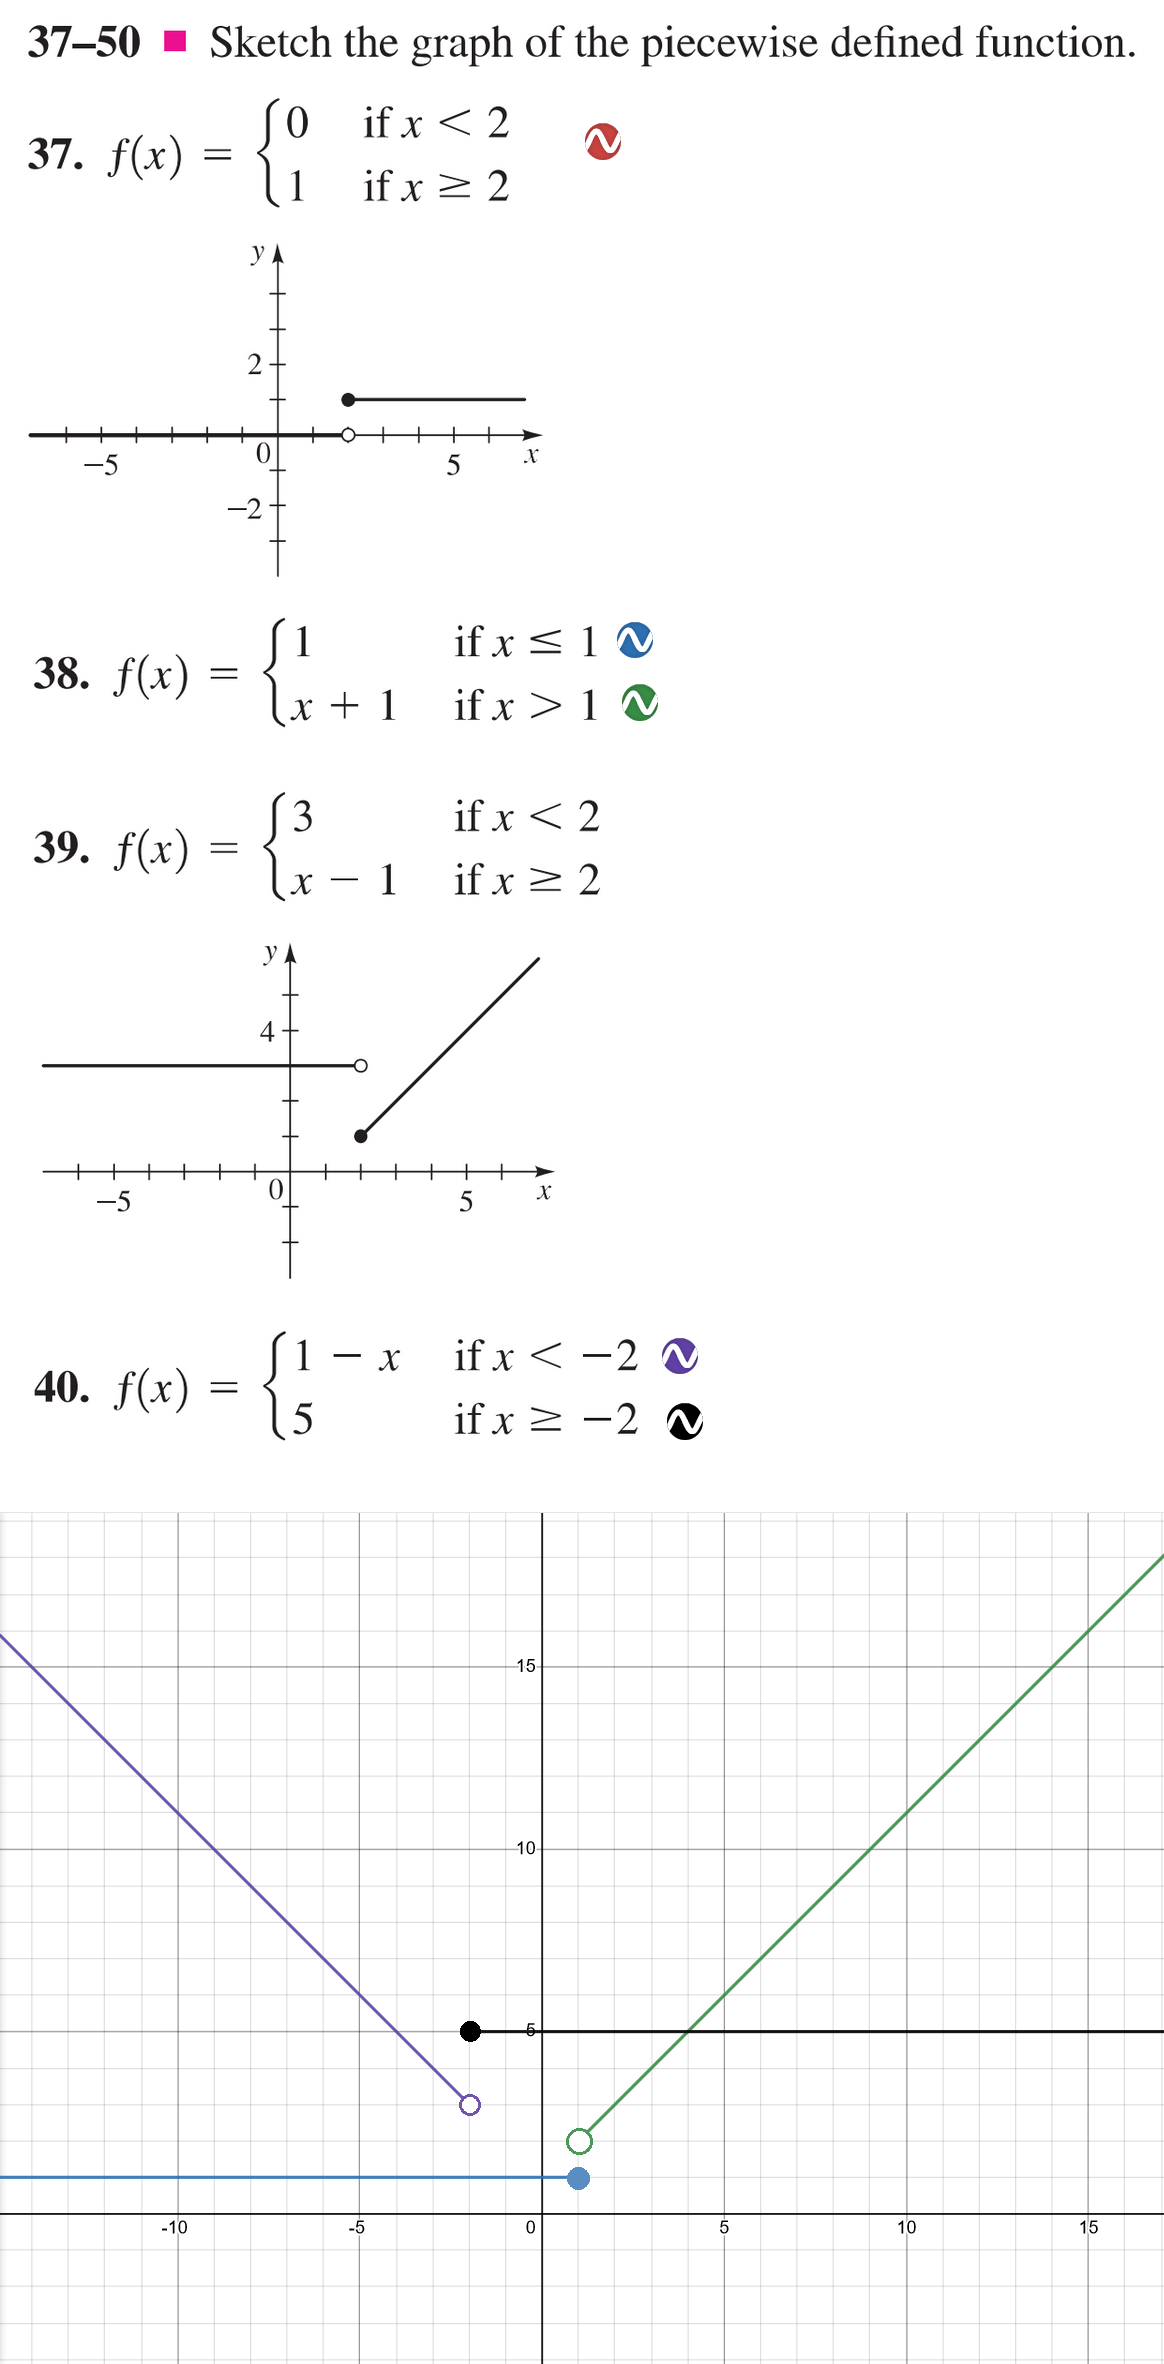 37–50 ■ Sketch the graph of the piecewise defined function.
37. f(x) = { 0 if x < 2
1 if x ≥ 2
y
2
0
−5
5
x
−2
38. f(x) = { 1 if x ≤ 1
x + 1 if x > 1
39. f(x) = { 3 if x < 2
x − 1 if x ≥ 2
y
4
0
−5
5
x
40. f(x) = { 1 − x if x < −2
5 if x ≥ −2
15
10
5
-10
-5
0
5
10
15